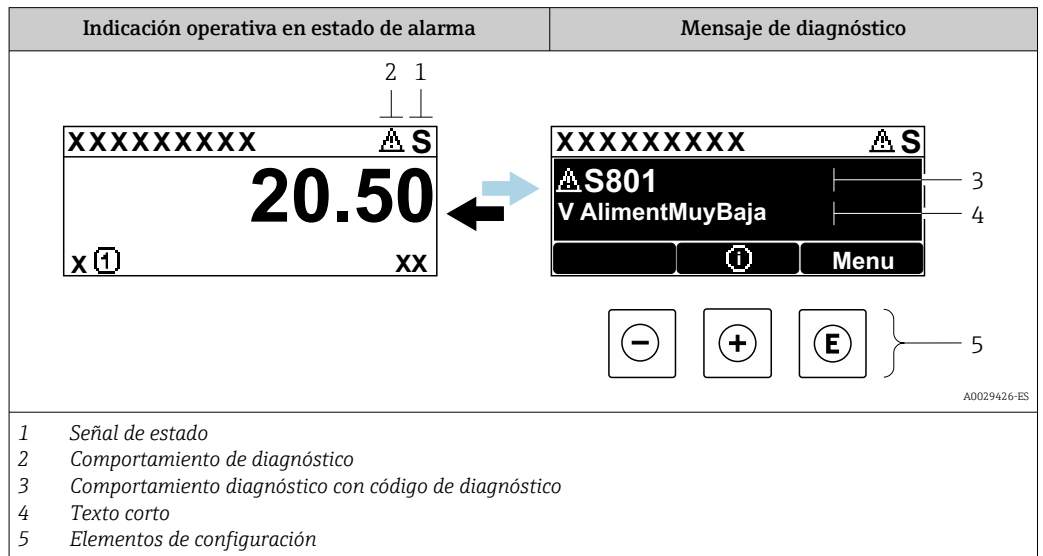 Indicación operativa en estado de alarma
Mensaje de diagnóstico
2 1
XXXXXXXXX S
20.50
x 1 xx
XXXXXXXXX S
S801
V AlimentMuyBaja
i Menu
3
4
- + E
5
A0029426-ES
1 Señal de estado
2 Comportamiento de diagnóstico
3 Comportamiento diagnóstico con código de diagnóstico
4 Texto corto
5 Elementos de configuración